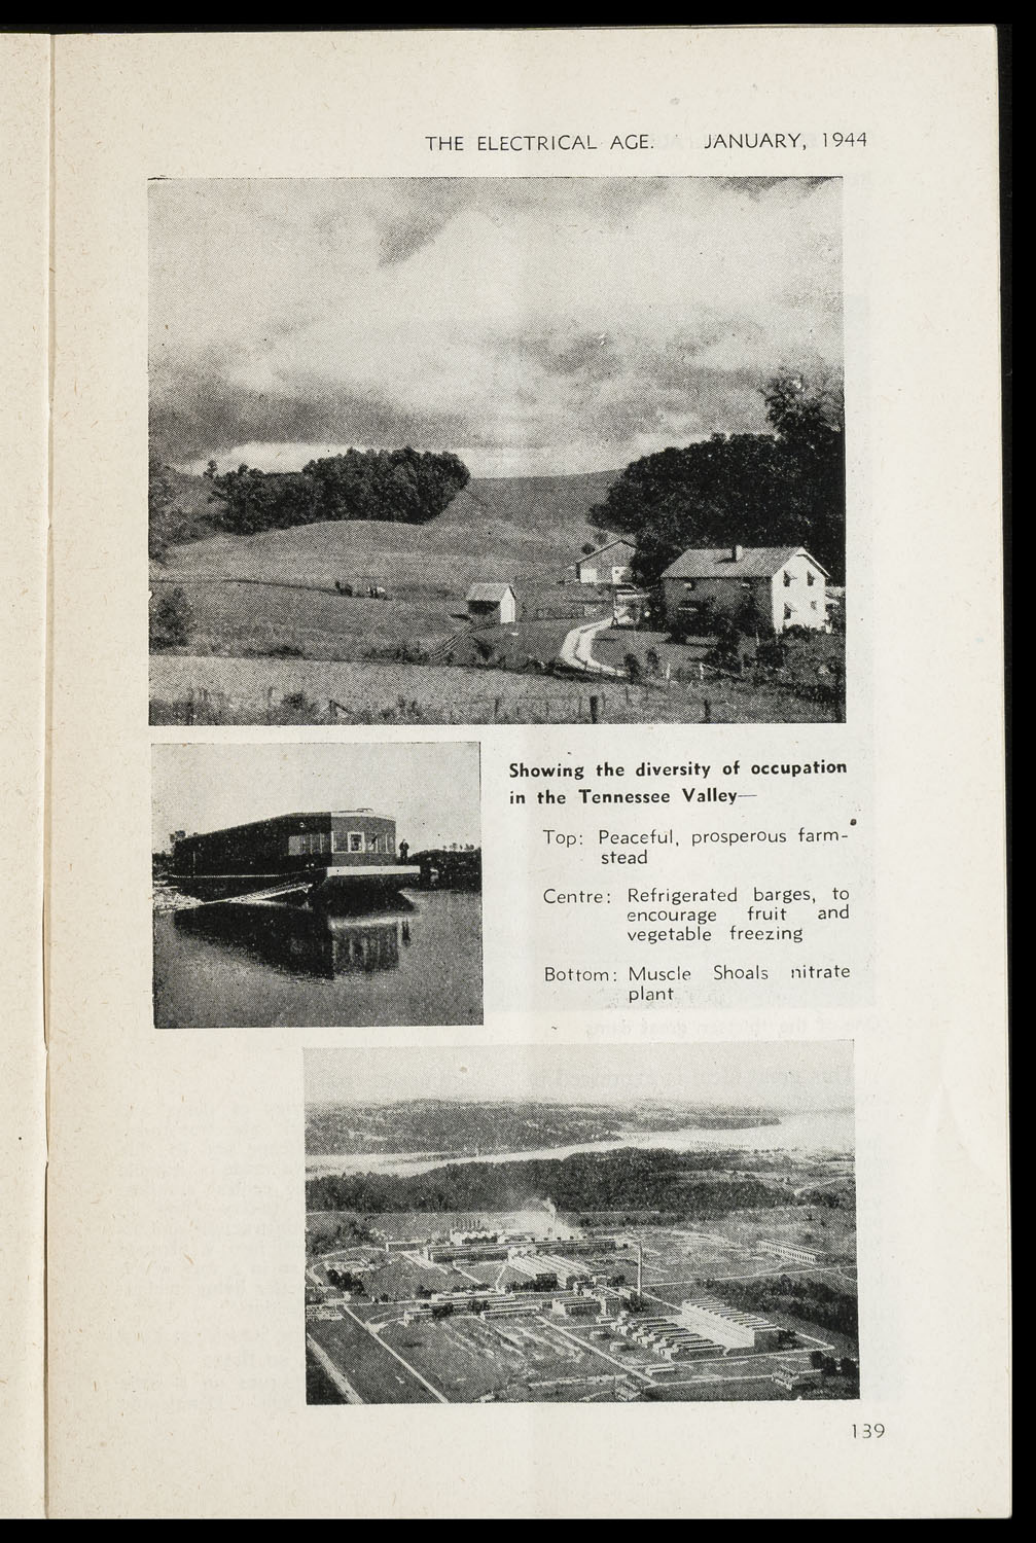 THE ELECTRICAL AGE. JANUARY, 1944
Showing the diversity of occupation
in the Tennessee Valley—
Top: Peaceful, prosperous farm-
stead
Centre: Refrigerated barges, to
encourage fruit and
vegetable freezing
Bottom: Muscle Shoals nitrate
plant
139